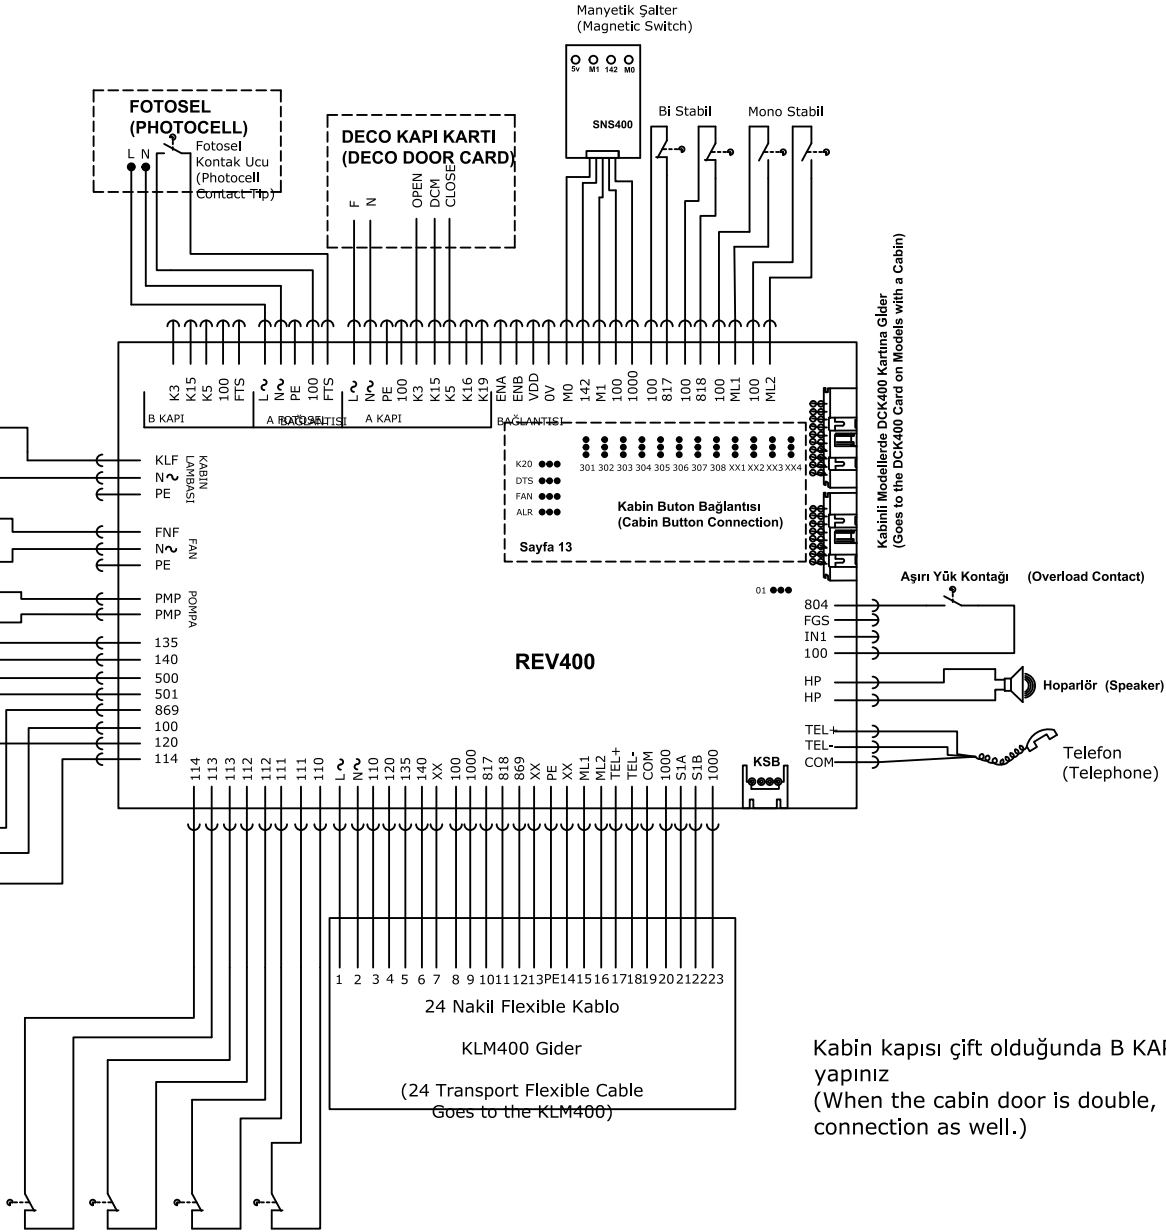 Manyetik Şalter
(Magnetic Switch)
5v M1 142 M0
SNS400
Bi Stabil
Mono Stabil
FOTOSEL
(PHOTOCELL)
L N
Fotosel
Kontak Ucu
(Photocell
Contact Tıp)
DECO KAPI KARTI
(DECO DOOR CARD)
F
N
OPEN
DCM
CLOSE
Kabinli Modellerde DCK400 Kartına Gider
(Goes to the DCK400 Card on Models with a Cabin)
K3
K15
K5
100
FTS
L~
N~
PE
100
FTS
L~
N~
PE
100
K3
K15
K5
K16
K19
ENA
ENB
VDD
0V
M0
142
M1
100
1000
100
817
100
818
100
ML1
100
ML2
B KAPI
A FOTOSEL
BAĞLANTISI
A KAPI
BAĞLANTISI
301 302 303 304 305 306 307 308 XX1 XX2 XX3 XX4
K20
DTS
FAN
ALR
Kabin Buton Bağlantısı
(Cabin Button Connection)
Sayfa 13
01
KLF
N~
PE
KABIN
LAMBASI
FNF
N~
PE
FAN
PMP
PMP
POMPA
135
140
500
501
869
100
120
114
REV400
804
FGS
IN1
100
Aşırı Yük Kontağı (Overload Contact)
HP
HP
Hoparlör (Speaker)
TEL+
TEL-
COM
Telefon
(Telephone)
KSB
114
113
113
112
112
111
111
110
L~
N~
110
120
135
140
XX
100
1000
817
818
869
XX
PE
XX
ML1
ML2
TEL+
TEL-
COM
1000
S1A
S1B
1000
1 2 3 4 5 6 7 8 9 10 11 12 13 PE 14 15 16 17 18 19 20 21 22 23
24 Nakil Flexible Kablo
KLM400 Gider
(24 Transport Flexible Cable
Goes to the KLM400)
Kabin kapısı çift olduğunda B
yapınız
(When the cabin door is double,
connection as well.)